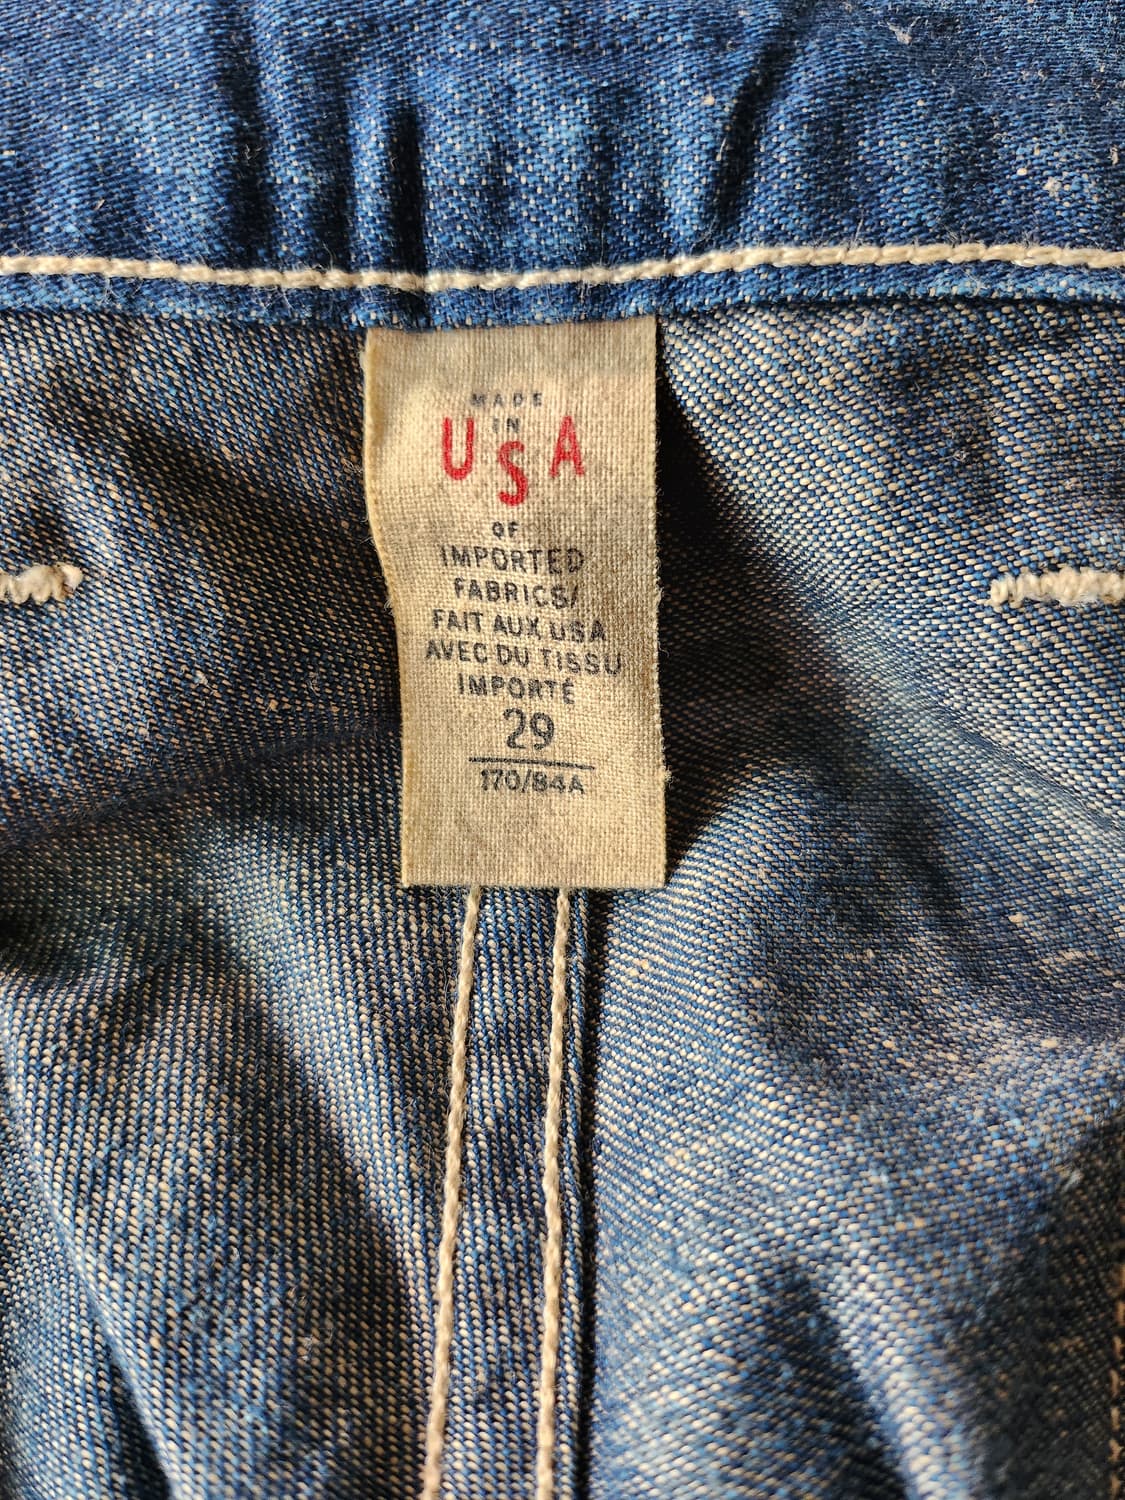 MADE
IN
USA
OF
IMPORTED
FABRICS/
FAIT AUX USA
AVEC DU TISSU
IMPORTÉ
29
170/84A